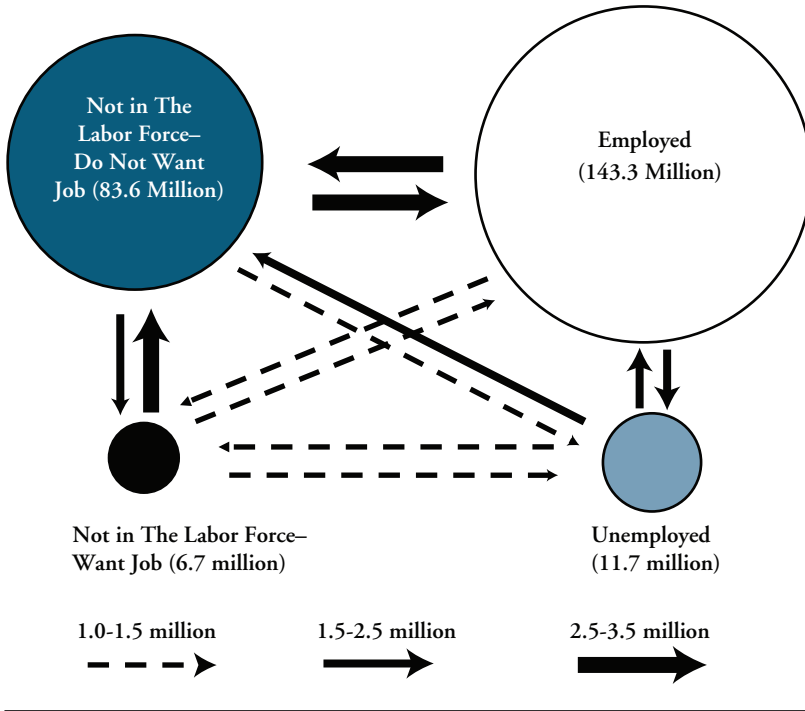 Not in The
Labor Force–
Do Not Want
Job (83.6 Million)
Employed
(143.3 Million)
Not in The Labor Force–
Want Job (6.7 million)
Unemployed
(11.7 million)
1.0-1.5 million
1.5-2.5 million
2.5-3.5 million